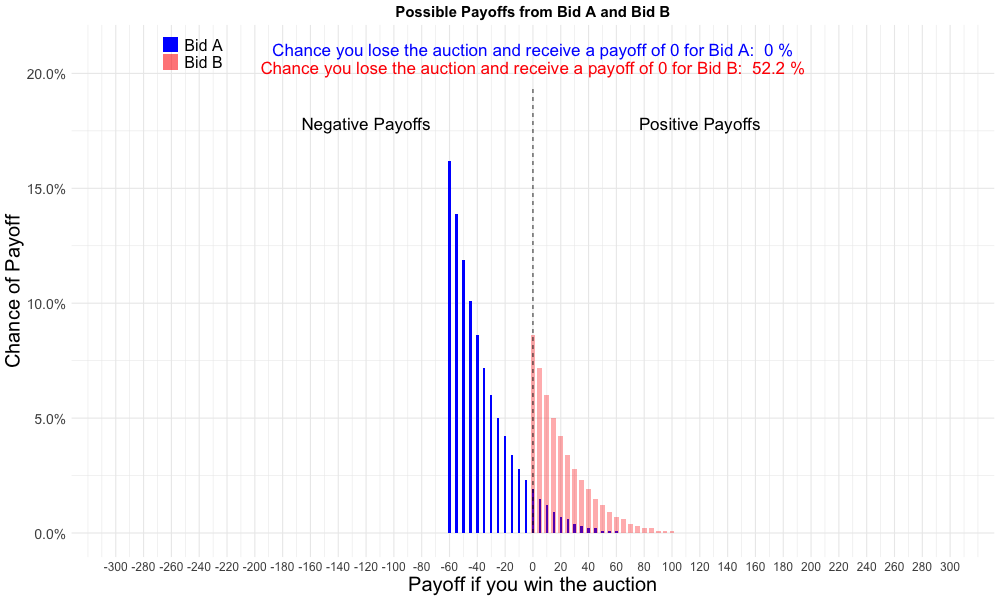 Possible Payoffs from Bid A and Bid B
Bid A
Bid B
Chance you lose the auction and receive a payoff of 0 for Bid A:  0 %
Chance you lose the auction and receive a payoff of 0 for Bid B:  52.2 %
Negative Payoffs
Positive Payoffs
Chance of Payoff
20.0%
15.0%
10.0%
5.0%
0.0%
-300 -280 -260 -240 -220 -200 -180 -160 -140 -120 -100 -80 -60 -40 -20 0 20 40 60 80 100 120 140 160 180 200 220 240 260 280 300
Payoff if you win the auction